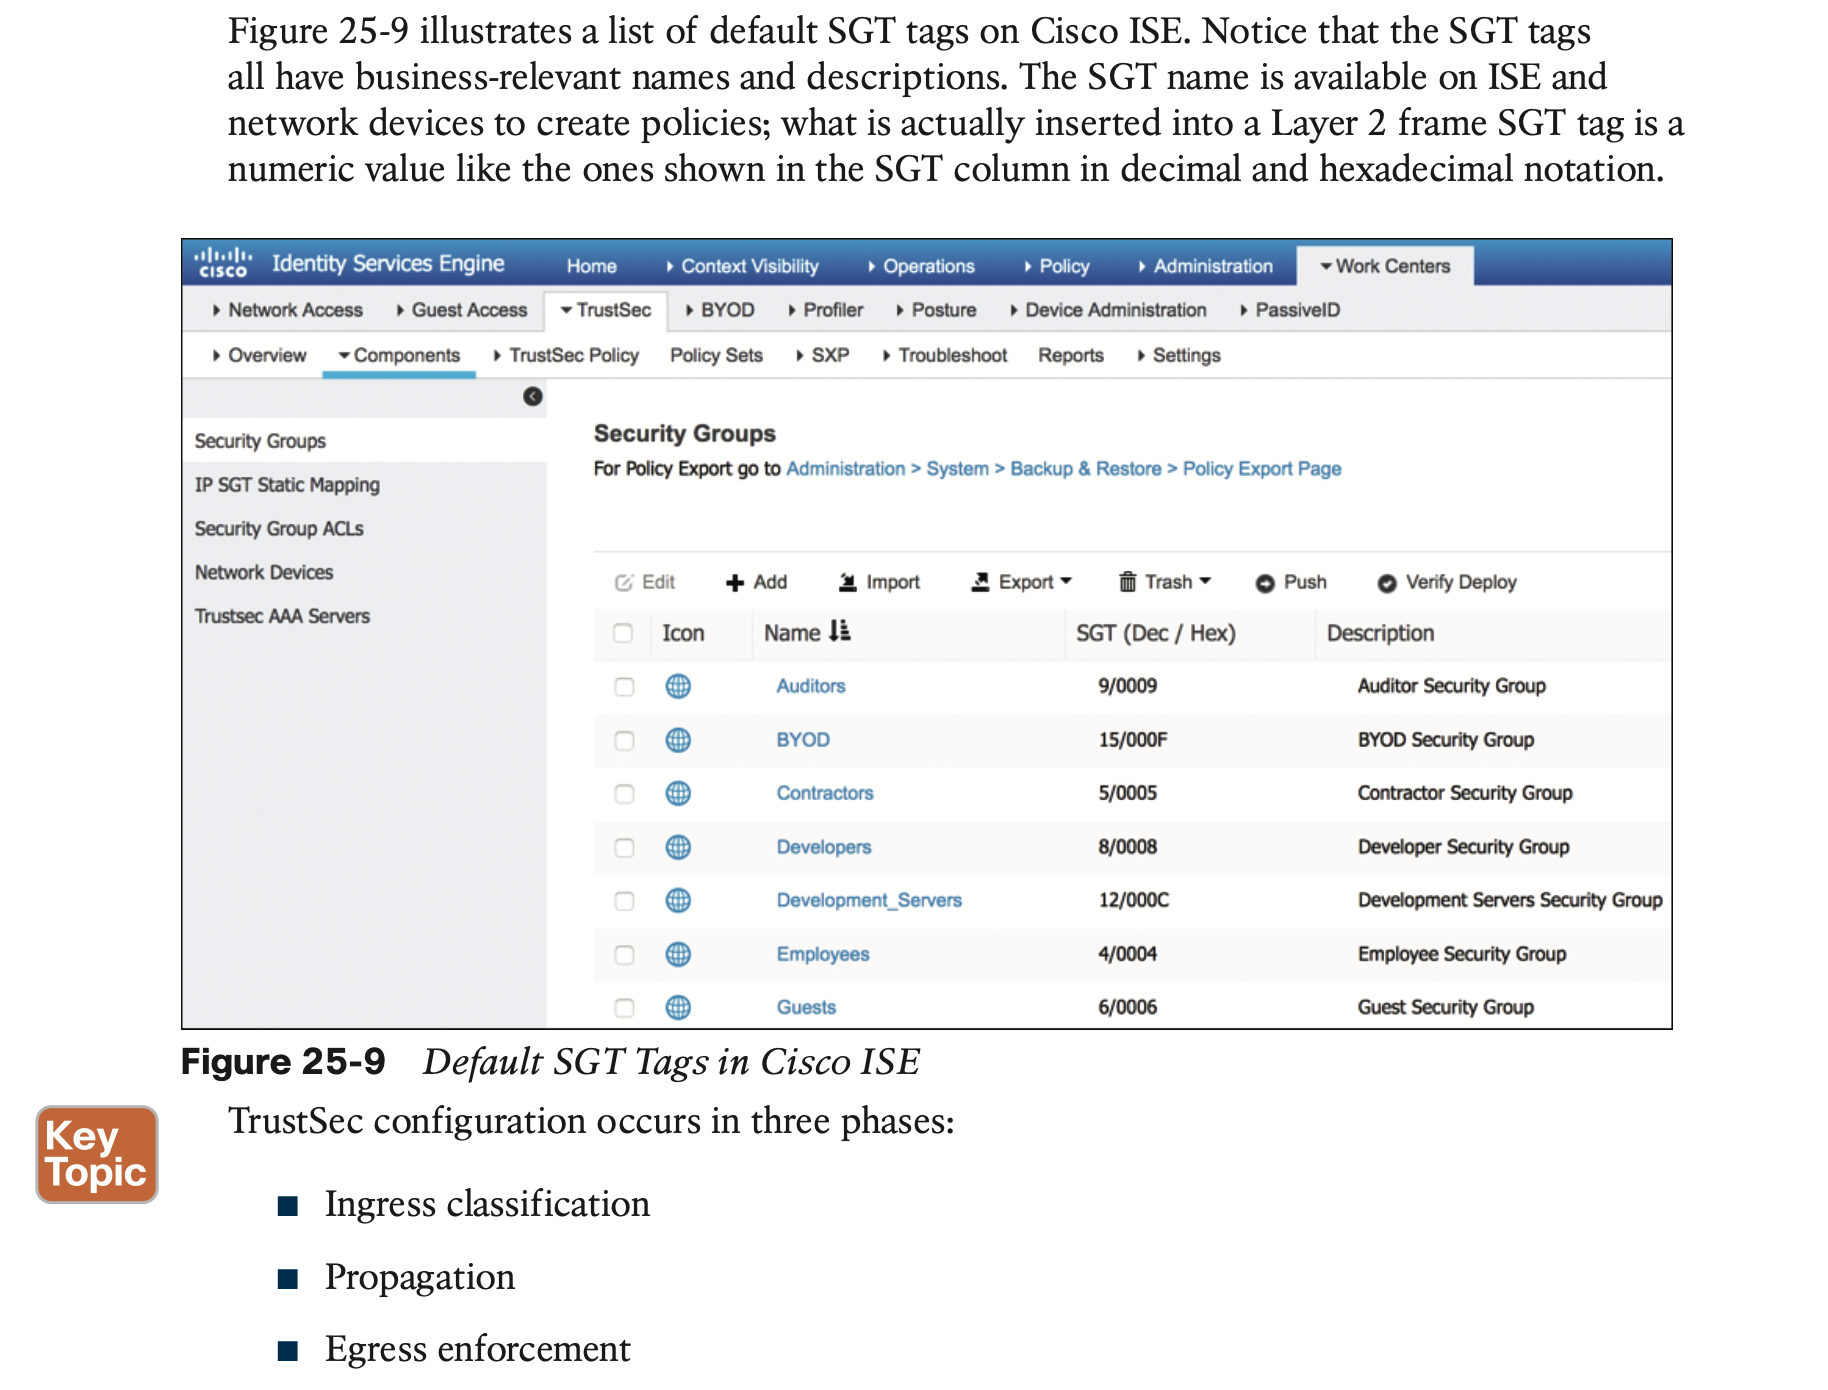 Figure 25-9 illustrates a list of default SGT tags on Cisco ISE. Notice that the SGT tags
all have business-relevant names and descriptions. The SGT name is available on ISE and
network devices to create policies; what is actually inserted into a Layer 2 frame SGT tag is a
numeric value like the ones shown in the SGT column in decimal and hexadecimal notation.
cisco Identity Services Engine Home Context Visibility Operations Policy Administration Work Centers
Network Access Guest Access TrustSec BYOD Profiler Posture Device Administration PassiveID
Overview Components TrustSec Policy Policy Sets SXP Troubleshoot Reports Settings
Security Groups
IP SGT Static Mapping
Security Group ACLs
Network Devices
Trustsec AAA Servers
Security Groups
For Policy Export go to Administration > System > Backup & Restore > Policy Export Page
Edit Add Import Export Trash Push Verify Deploy
Icon Name SGT (Dec / Hex) Description
Auditors 9/0009 Auditor Security Group
BYOD 15/000F BYOD Security Group
Contractors 5/0005 Contractor Security Group
Developers 8/0008 Developer Security Group
Development_Servers 12/000C Development Servers Security Group
Employees 4/0004 Employee Security Group
Guests 6/0006 Guest Security Group
Figure 25-9 Default SGT Tags in Cisco ISE
Key
Topic
TrustSec configuration occurs in three phases:
■ Ingress classification
■ Propagation
■ Egress enforcement